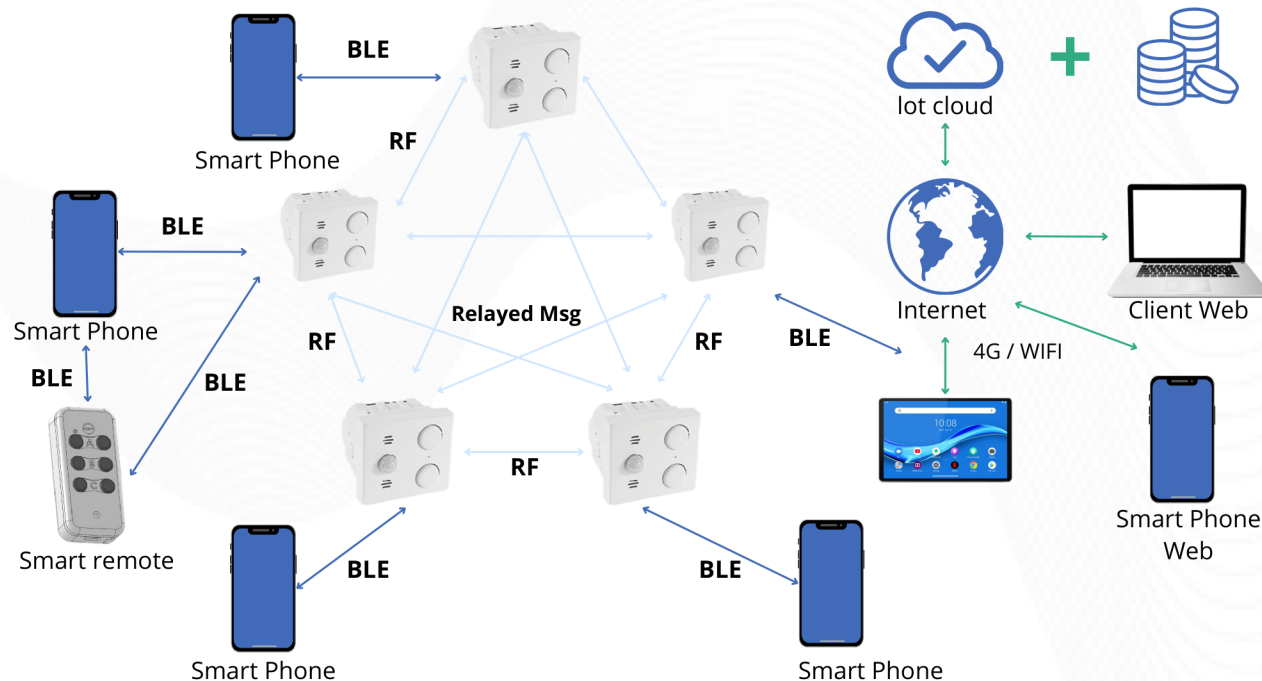 BLE
Iot cloud
RF
Smart Phone
BLE
Internet
Client Web
Relayed Msg
Smart Phone
RF
RF
BLE
4G / WIFI
BLE
BLE
10:08
A
B
C
RF
Smart Phone
Web
Smart remote
BLE
BLE
Smart Phone
Smart Phone